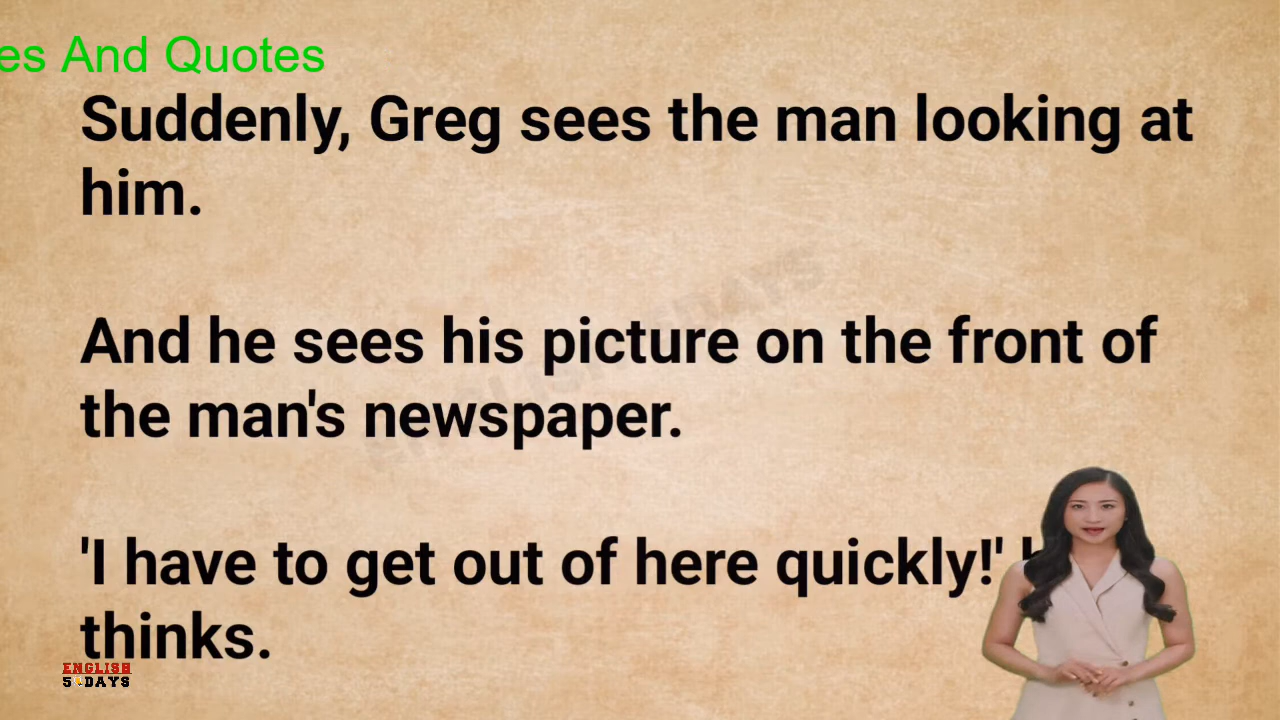 es And Quotes
Suddenly, Greg sees the man looking at
him.
And he sees his picture on the front of
the man's newspaper.
'I have to get out of here quickly!'
thinks.
ENGLISH
DAYS